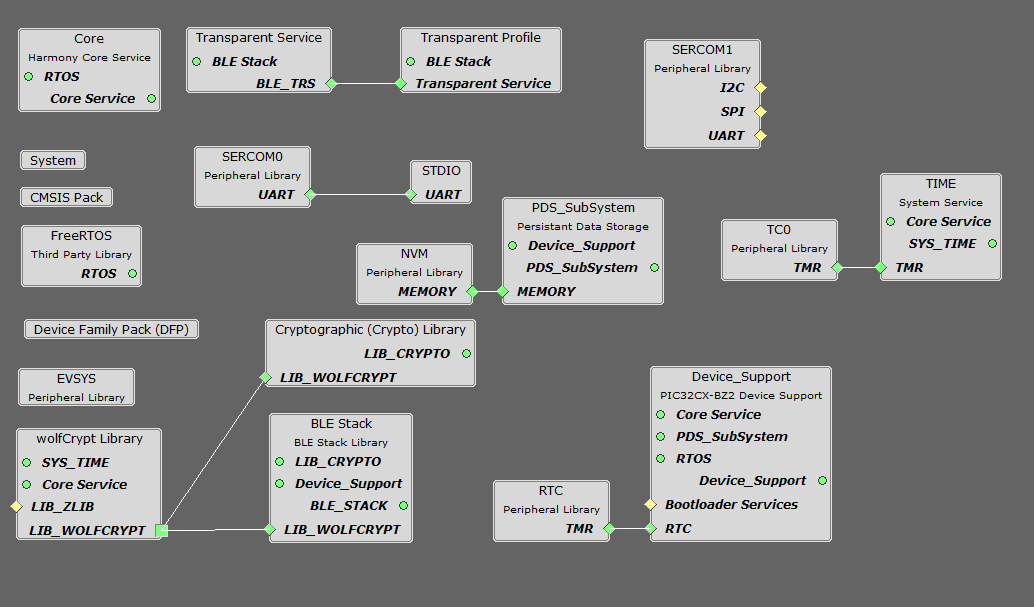 Core
Harmony Core Service
RTOS
Core Service
Transparent Service
BLE Stack
BLE_TRS
Transparent Profile
BLE Stack
Transparent Service
SERCOM1
Peripheral Library
I2C
SPI
UART
System
CMSIS Pack
SERCOM0
Peripheral Library
UART
STDIO
UART
FreeRTOS
Third Party Library
RTOS
NVM
Peripheral Library
MEMORY
PDS_SubSystem
Persistant Data Storage
Device_Support
PDS_SubSystem
MEMORY
TC0
Peripheral Library
TMR
TIME
System Service
Core Service
SYS_TIME
TMR
Device Family Pack (DFP)
Cryptographic (Crypto) Library
LIB_CRYPTO
LIB_WOLFCRYPT
EVSYS
Peripheral Library
wolfCrypt Library
SYS_TIME
Core Service
LIB_ZLIB
LIB_WOLFCRYPT
BLE Stack
BLE Stack Library
LIB_CRYPTO
Device_Support
BLE_STACK
LIB_WOLFCRYPT
RTC
Peripheral Library
TMR
Device_Support
PIC32CX-BZ2 Device Support
Core Service
PDS_SubSystem
RTOS
Device_Support
Bootloader Services
RTC